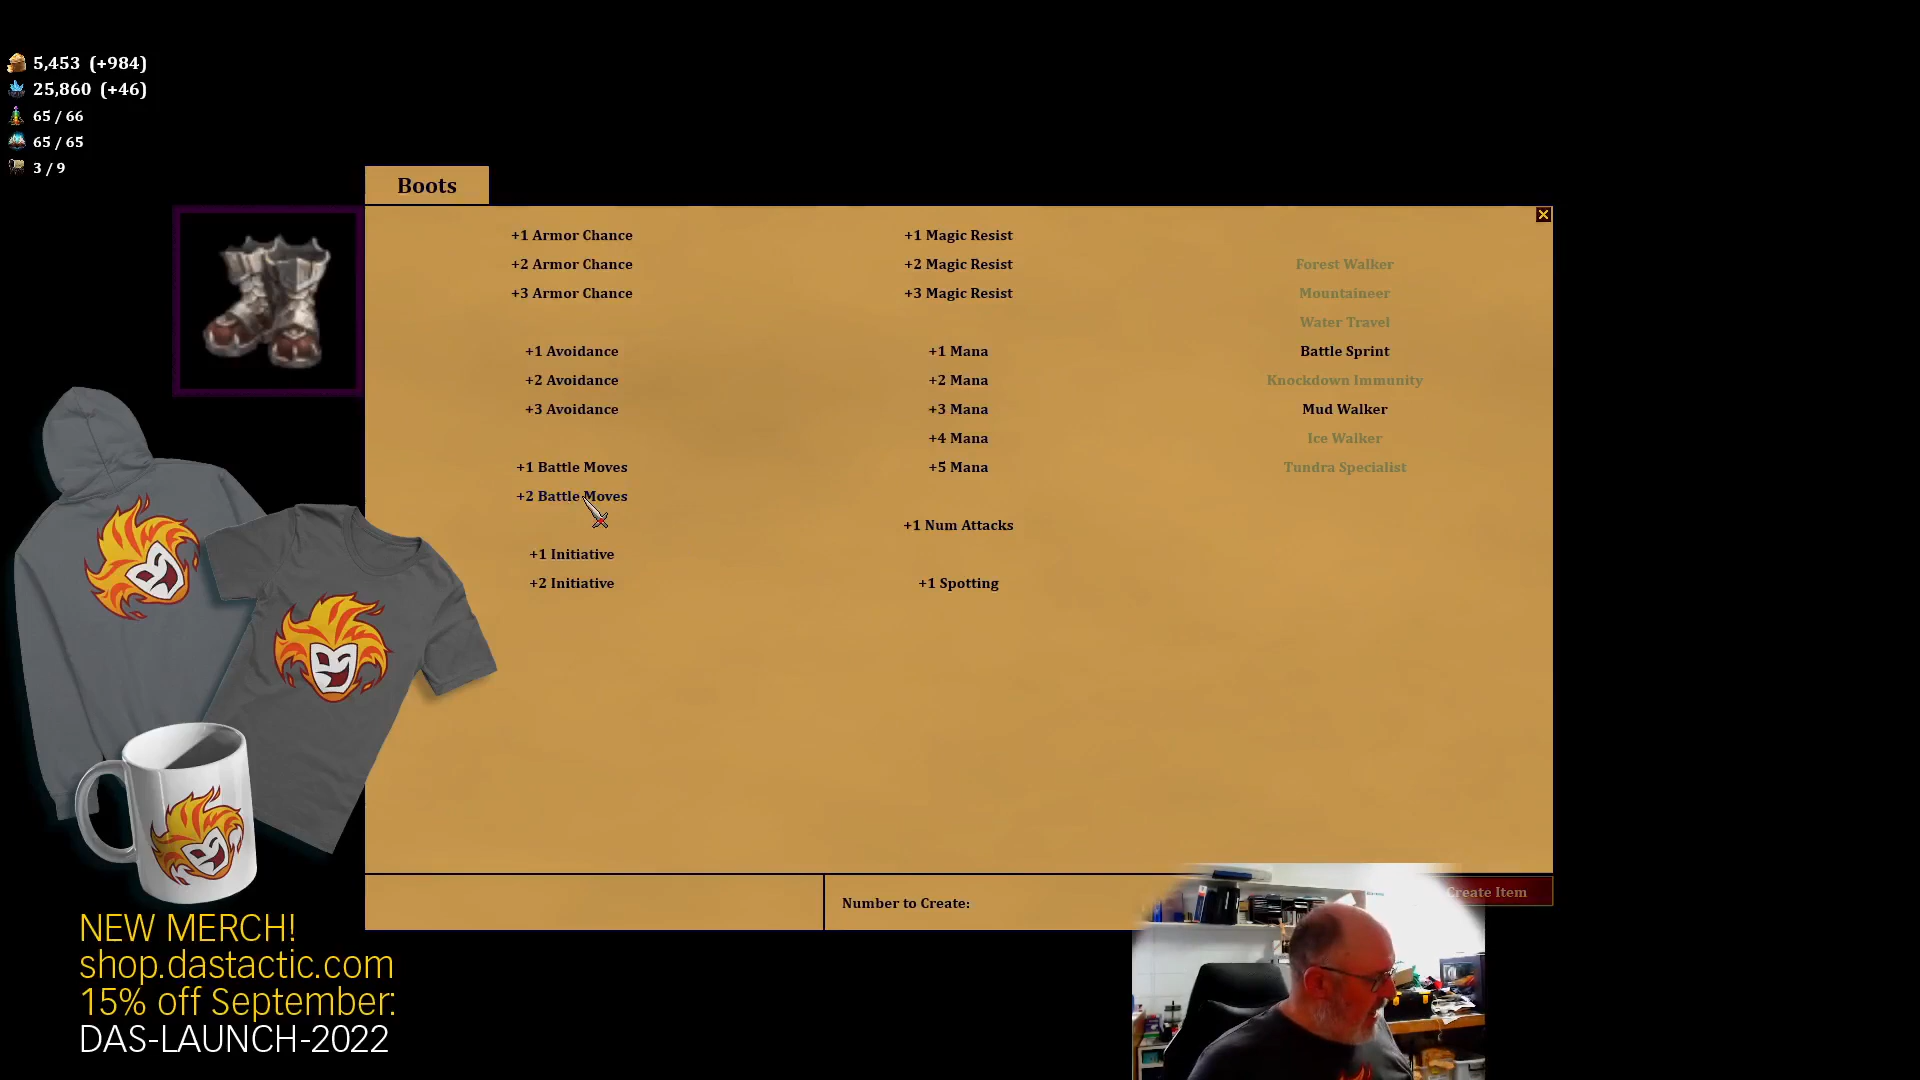 5,453 (+984)
25,860 (+46)
65 / 66
65 / 65
3 / 9
Boots
+1 Armor Chance
+2 Armor Chance
+3 Armor Chance
+1 Avoidance
+2 Avoidance
+3 Avoidance
+1 Battle Moves
+2 Battle Moves
+1 Initiative
+2 Initiative
+1 Magic Resist
+2 Magic Resist
+3 Magic Resist
+1 Mana
+2 Mana
+3 Mana
+4 Mana
+5 Mana
+1 Num Attacks
+1 Spotting
Forest Walker
Mountaineer
Water Travel
Battle Sprint
Knockdown Immunity
Mud Walker
Ice Walker
Tundra Specialist
Number to Create:
Create Item
NEW MERCH!
shop.dastactic.com
15% off September:
DAS-LAUNCH-2022